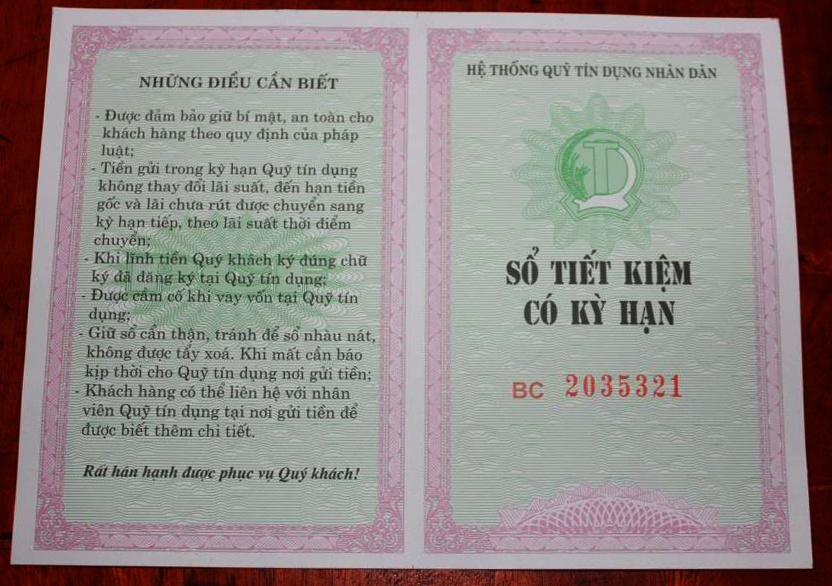 NHỮNG ĐIỀU CẦN BIẾT
- Được đảm bảo giữ bí mật, an toàn cho
khách hàng theo quy định của pháp
luật;
- Tiền gửi trong kỳ hạn Quỹ tín dụng
không thay đổi lãi suất, đến hạn tiền
gốc và lãi chưa rút được chuyển sang
kỳ hạn tiếp, theo lãi suất thời điểm
chuyển;
- Khi lĩnh tiền Quý khách ký đúng chữ
ký đã đăng ký tại Quỹ tín dụng;
- Được cầm cố khi vay vốn tại Quỹ tín
dụng;
- Giữ sổ cẩn thận, tránh để sổ nhàu nát,
không được tẩy xoá. Khi mất cần báo
kịp thời cho Quỹ tín dụng nơi gửi tiền;
- Khách hàng có thể liên hệ với nhân
viên Quỹ tín dụng tại nơi gửi tiền để
được biết thêm chi tiết.
Rất hán hạnh được phục vụ Quý khách!
HỆ THỐNG QUỸ TÍN DỤNG NHÂN DÂN
SỔ TIẾT KIỆM
CÓ KỲ HẠN
BC 2035321